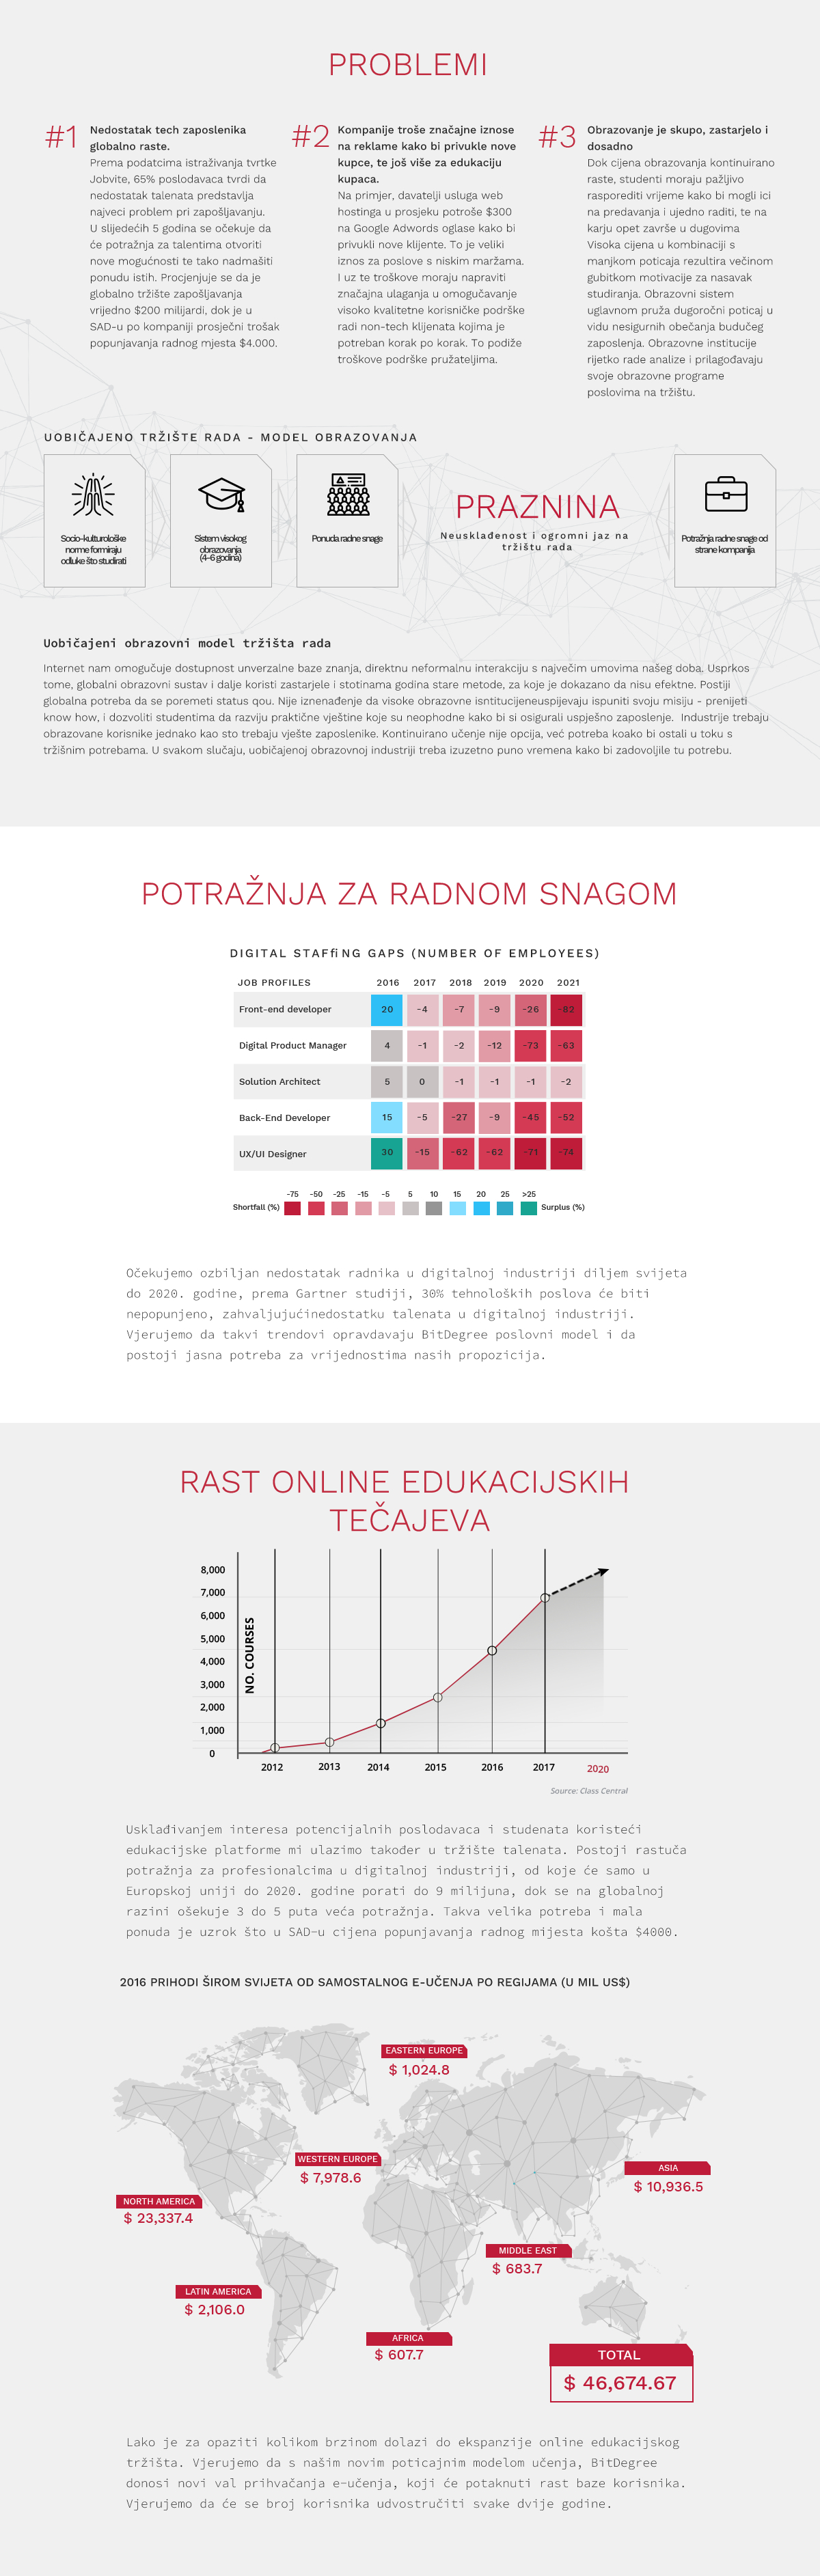 PROBLEMI
#1
Nedostatak tech zaposlenika
globalno raste.
Prema podatcima istraživanja tvrtke
Jobvite, 65% poslodavaca tvrdi da
nedostatak talenata predstavlja
najveci problem pri zapošljavanju.
U slijedećih 5 godina se očekuje da
će potražnja za talentima otvoriti
nove mogućnosti te tako nadmašiti
ponudu istih. Procjenjuje se da je
globalno tržište zapošljavanja
vrijedno $200 milijardi, dok je u
SAD-u po kompaniji prosječni trošak
popunjavanja radnog mjesta $4.000.
#2
Kompanije troše značajne iznose
na reklame kako bi privukle nove
kupce, te još više za edukaciju
kupaca.
Na primjer, davatelji usluga web
hostinga u prosjeku potroše $300
na Google Adwords oglase kako bi
privukli nove klijente. To je veliki
iznos za poslove s niskim maržama.
I uz te troškove moraju napraviti
značajna ulaganja u omogućavanje
visoko kvalitetne korisničke podrške
radi non-tech klijenata kojima je
potreban korak po korak. To podiže
troškove podrške pružateljima.
#3
Obrazovanje je skupo, zastarjelo i
dosadno
Dok cijena obrazovanja kontinuirano
raste, studenti moraju pažljivo
rasporediti vrijeme kako bi mogli ici
na predavanja i ujedno raditi, te na
karju opet završe u dugovima
Visoka cijena u kombinaciji s
manjkom poticaja rezultira večinom
gubitkom motivacije za nasavak
studiranja. Obrazovni sistem
uglavnom pruža dugoročni poticaj u
vidu nesigurnih obečanja budučeg
zaposlenja. Obrazovne institucije
rijetko rade analize i prilagođavaju
svoje obrazovne programe
poslovima na tržištu.
UOBIČAJENO TRŽIŠTE RADA - MODEL OBRAZOVANJA
Socio-kulturološke
norme formiraju
odluke što studirati
Sistem visokog
obrazovanja
(4-6 godina)
Ponuda radne snage
PRAZNINA
Neusklađenost i ogromni jaz na
tržištu rada
Potražnja radne snage od
strane kompanija
Uobičajeni obrazovni model tržišta rada
Internet nam omogućuje dostupnost unverzalne baze znanja, direktnu neformalnu interakciju s največim umovima našeg doba. Usprkos
tome, globalni obrazovni sustav i dalje koristi zastarjele i stotinama godina stare metode, za koje je dokazano da nisu efektne. Postiji
globalna potreba da se poremeti status qou. Nije iznenađenje da visoke obrazovne isntitucijeneuspijevaju ispuniti svoju misiju - prenijeti
know how, i dozvoliti studentima da razviju praktične vještine koje su neophodne kako bi si osigurali uspješno zaposlenje. Industrije trebaju
obrazovane korisnike jednako kao sto trebaju vješte zaposlenike. Kontinuirano učenje nije opcija, već potreba koako bi ostali u toku s
tržišnim potrebama. U svakom slučaju, uobičajenoj obrazovnoj industriji treba izuzetno puno vremena kako bi zadovoljile tu potrebu.
POTRAŽNJA ZA RADNOM SNAGOM
DIGITAL STAFfiNG GAPS (NUMBER OF EMPLOYEES)
JOB PROFILES 2016 2017 2018 2019 2020 2021
Front-end developer 20 -4 -7 -9 -26 -82
Digital Product Manager 4 -1 -2 -12 -73 -63
Solution Architect 5 0 -1 -1 -1 -2
Back-End Developer 15 -5 -27 -9 -45 -52
UX/UI Designer 30 -15 -62 -62 -71 -74
-75 -50 -25 -15 -5 5 10 15 20 25 >25
Shortfall (%) Surplus (%)
Očekujemo ozbiljan nedostatak radnika u digitalnoj industriji diljem svijeta
do 2020. godine, prema Gartner studiji, 30% tehnoloških poslova će biti
nepopunjeno, zahvaljujućinedostatku talenata u digitalnoj industriji.
Vjerujemo da takvi trendovi opravdavaju BitDegree poslovni model i da
postoji jasna potreba za vrijednostima nasih propozicija.
RAST ONLINE EDUKACIJSKIH
TEČAJEVA
8,000
7,000
6,000
5,000
4,000
3,000
2,000
1,000
0
NO. COURSES
2012 2013 2014 2015 2016 2017 2020
Source: Class Central
Usklađivanjem interesa potencijalnih poslodavaca i studenata koristeći
edukacijske platforme mi ulazimo također u tržište talenata. Postoji rastuča
potražnja za profesionalcima u digitalnoj industriji, od koje će samo u
Europskoj uniji do 2020. godine porati do 9 milijuna, dok se na globalnoj
razini ošekuje 3 do 5 puta veća potražnja. Takva velika potreba i mala
ponuda je uzrok što u SAD-u cijena popunjavanja radnog mijesta košta $4000.
2016 PRIHODI ŠIROM SVIJETA OD SAMOSTALNOG E-UČENJA PO REGIJAMA (U MIL US$)
EASTERN EUROPE
$ 1,024.8
WESTERN EUROPE
$ 7,978.6
ASIA
$ 10,936.5
NORTH AMERICA
$ 23,337.4
MIDDLE EAST
$ 683.7
LATIN AMERICA
$ 2,106.0
AFRICA
$ 607.7
TOTAL
$ 46,674.67
Lako je za opaziti kolikom brzinom dolazi do ekspanzije online edukacijskog
tržišta. Vjerujemo da s našim novim poticajnim modelom učenja, BitDegree
donosi novi val prihvačanja e-učenja, koji će potaknuti rast baze korisnika.
Vjerujemo da će se broj korisnika udvostručiti svake dvije godine.